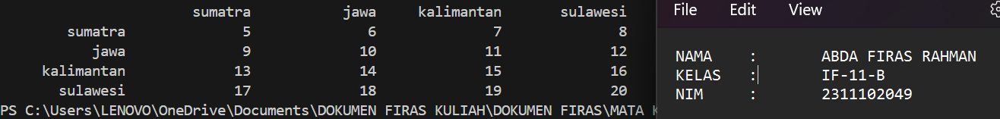 sumatra jawa kalimantan sulawesi
sumatra 5 6 7 8
jawa 9 10 11 12
kalimantan 13 14 15 16
sulawesi 17 18 19 20
PS C:\Users\LENOVO\OneDrive\Documents\DOKUMEN FIRAS KULIAH\DOKUMEN FIRAS\MATA K
File Edit View
NAMA : ABDA FIRAS RAHMAN
KELAS : IF-11-B
NIM : 2311102049